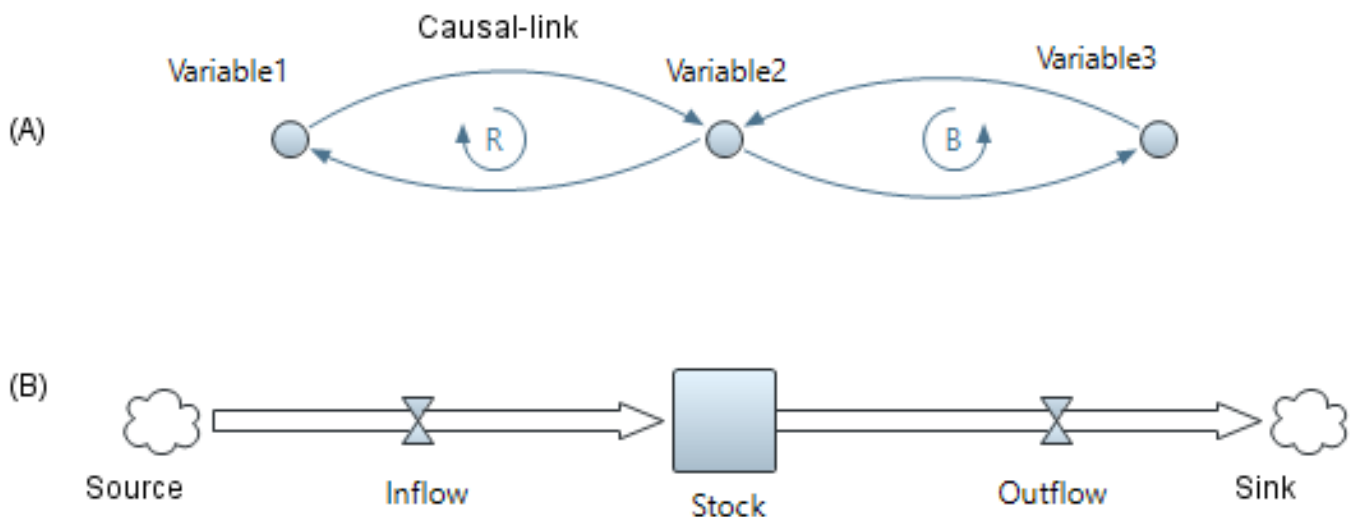 Causal-link
Variable1
Variable2
Variable3
(A)
R
B
(B)
Source
Inflow
Stock
Outflow
Sink